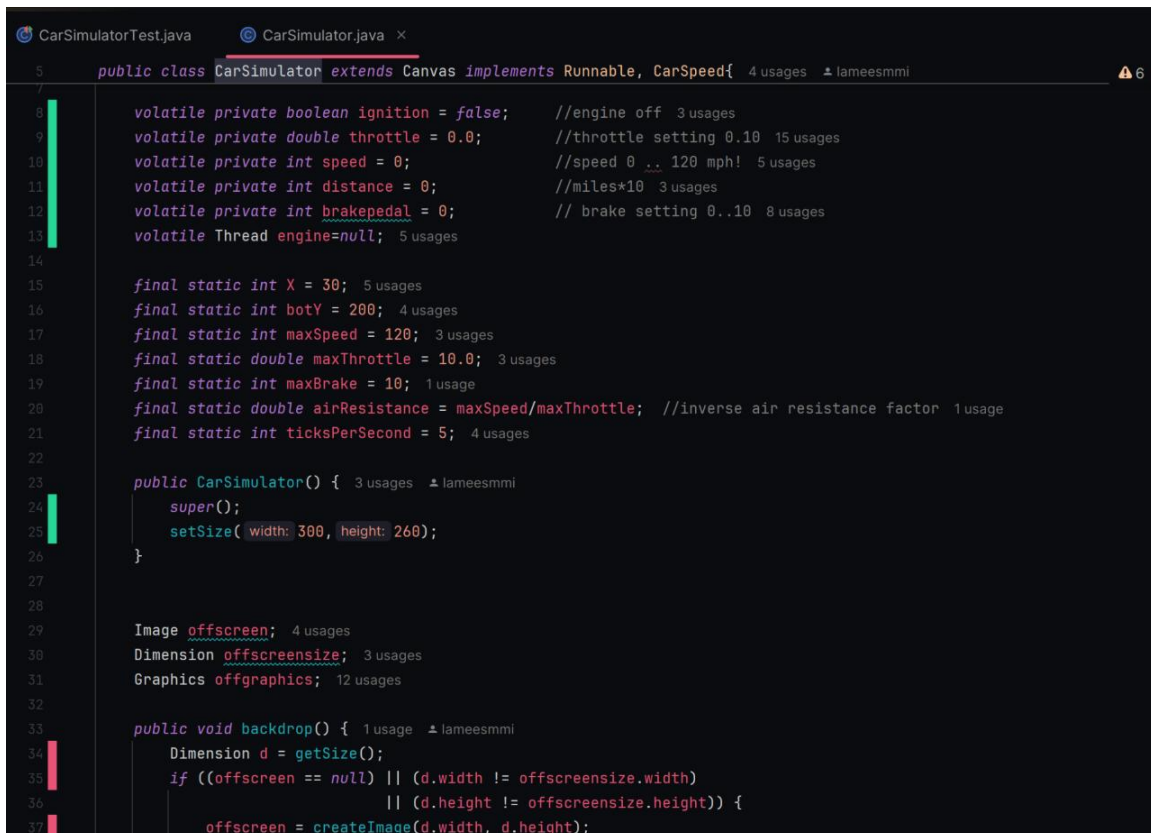 CarSimulatorTest.java CarSimulator.java ×
5 public class CarSimulator extends Canvas implements Runnable, CarSpeed{ 4 usages lameesmmi 6
7
8 volatile private boolean ignition = false; //engine off 3 usages
9 volatile private double throttle = 0.0; //throttle setting 0.10 15 usages
10 volatile private int speed = 0; //speed 0 .. 120 mph! 5 usages
11 volatile private int distance = 0; //miles*10 3 usages
12 volatile private int brakepedal = 0; // brake setting 0..10 8 usages
13 volatile Thread engine=null; 5 usages
14
15 final static int X = 30; 5 usages
16 final static int botY = 200; 4 usages
17 final static int maxSpeed = 120; 3 usages
18 final static double maxThrottle = 10.0; 3 usages
19 final static int maxBrake = 10; 1 usage
20 final static double airResistance = maxSpeed/maxThrottle; //inverse air resistance factor 1 usage
21 final static int ticksPerSecond = 5; 4 usages
22
23 public CarSimulator() { 3 usages lameesmmi
24 super();
25 setSize( width: 300, height: 260);
26 }
27
28
29 Image offscreen; 4 usages
30 Dimension offscreensize; 3 usages
31 Graphics offgraphics; 12 usages
32
33 public void backdrop() { 1 usage lameesmmi
34 Dimension d = getSize();
35 if ((offscreen == null) || (d.width != offscreensize.width)
36 || (d.height != offscreensize.height)) {
37 offscreen = createImage(d.width, d.height);